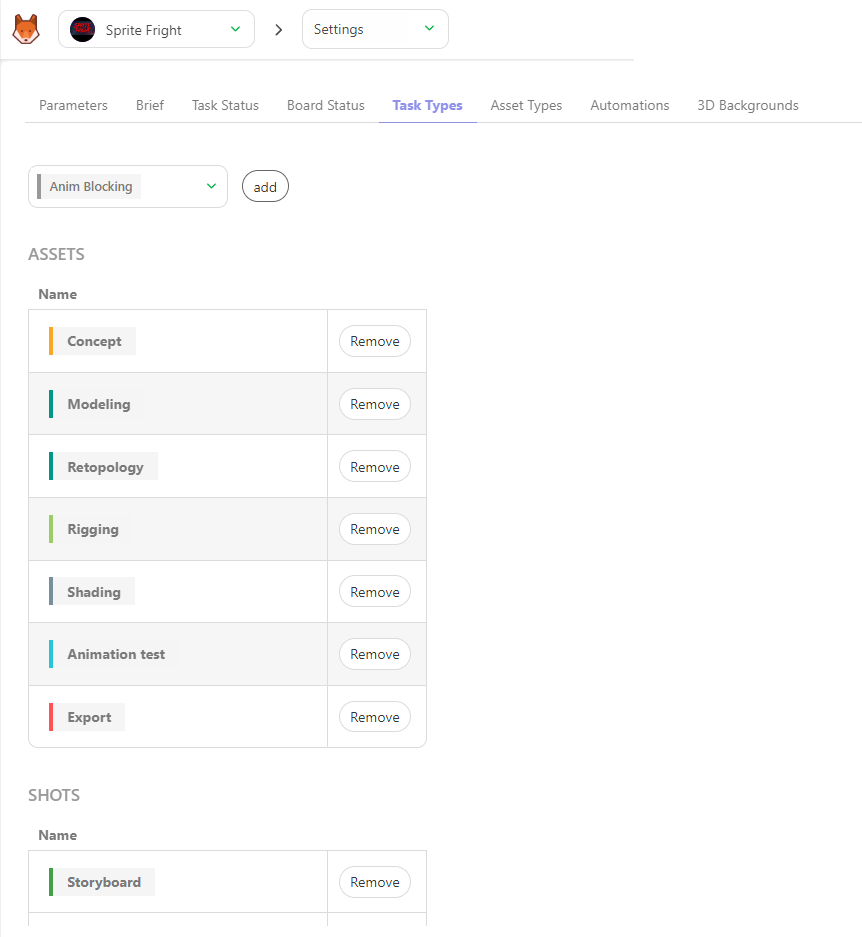 Sprite Fright Settings
Parameters Brief Task Status Board Status Task Types Asset Types Automations 3D Backgrounds
Anim Blocking add
ASSETS
Name
Concept Remove
Modeling Remove
Retopology Remove
Rigging Remove
Shading Remove
Animation test Remove
Export Remove
SHOTS
Name
Storyboard Remove